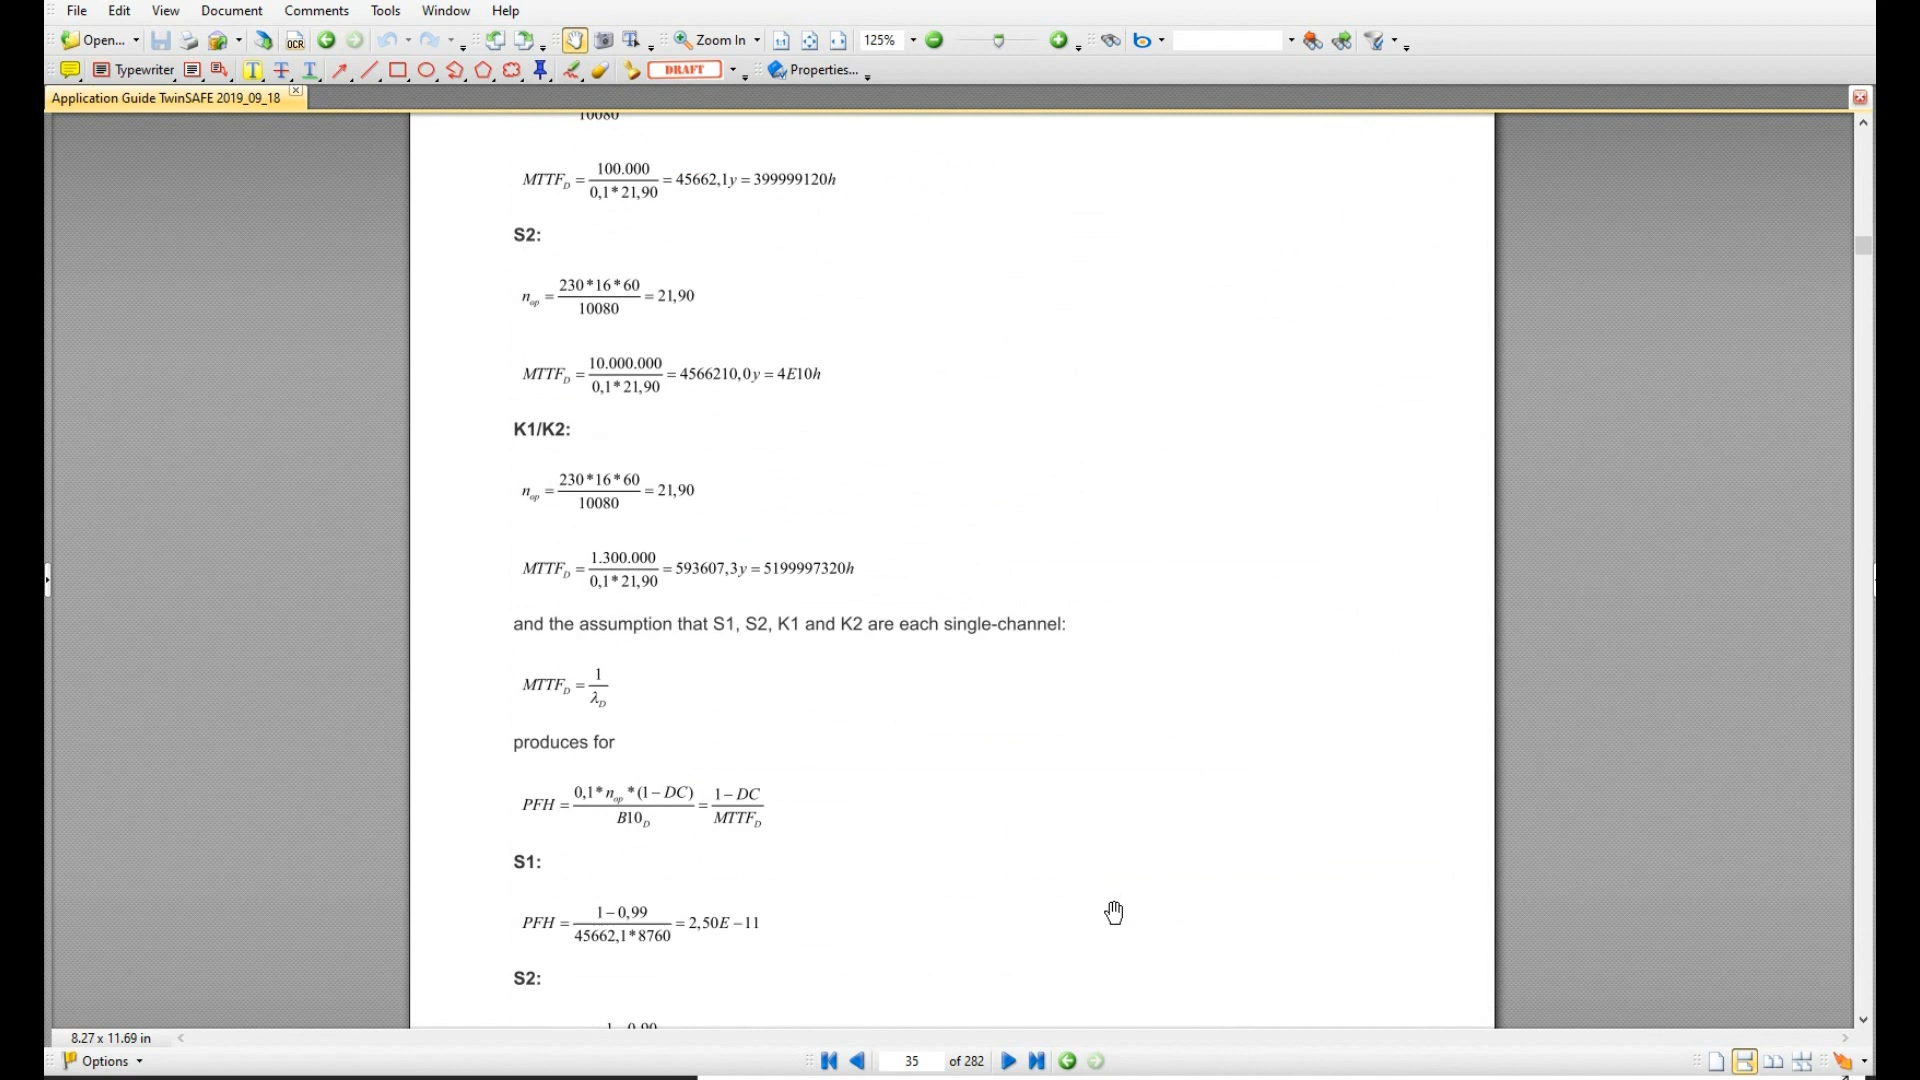 File Edit View Document Comments Tools Window Help
Open... OCR Zoom In 125%
Typewriter DRAFT Properties...
Application Guide TwinSAFE 2019_09_18
10080
MTTF_D = 100.000 / 0,1*21,90 = 45662,1y = 399999120h
S2:
n_op = 230*16*60 / 10080 = 21,90
MTTF_D = 10.000.000 / 0,1*21,90 = 4566210,0y = 4E10h
K1/K2:
n_op = 230*16*60 / 10080 = 21,90
MTTF_D = 1.300.000 / 0,1*21,90 = 593607,3y = 5199997320h
and the assumption that S1, S2, K1 and K2 are each single-channel:
MTTF_D = 1 / λ_D
produces for
PFH = 0,1*n_op*(1−DC) / B10_D = 1−DC / MTTF_D
S1:
PFH = 1−0,99 / 45662,1*8760 = 2,50E−11
S2:
1−0,90
8.27 x 11.69 in
Options 35 of 282